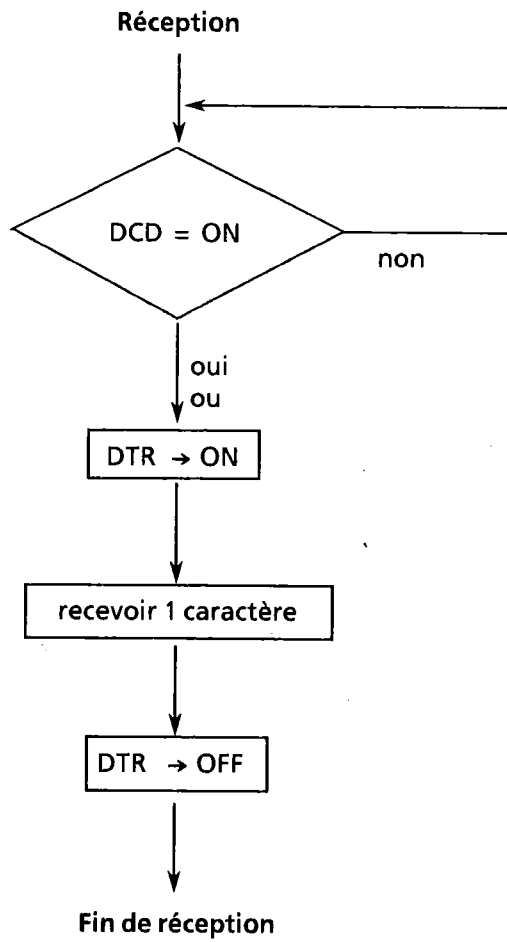 Réception
DCD = ON
non
oui
ou
DTR → ON
recevoir 1 caractère
DTR → OFF
Fin de réception